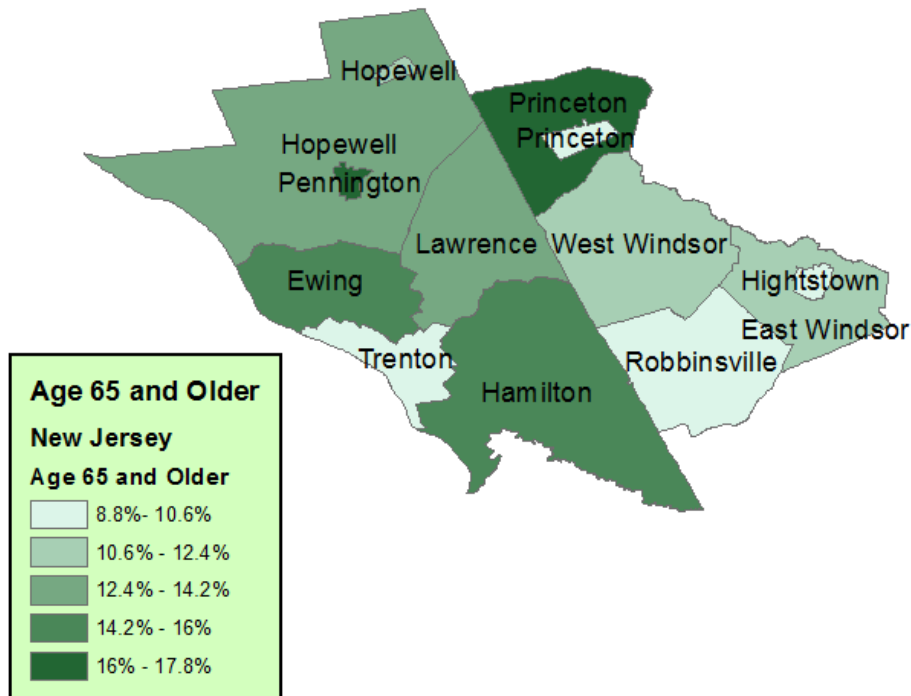 Hopewell
Princeton
Princeton
Hopewell
Pennington
Lawrence
West Windsor
Ewing
Hightstown
East Windsor
Trenton
Robbinsville
Hamilton
Age 65 and Older
New Jersey
Age 65 and Older
8.8%- 10.6%
10.6% - 12.4%
12.4% - 14.2%
14.2% - 16%
16% - 17.8%